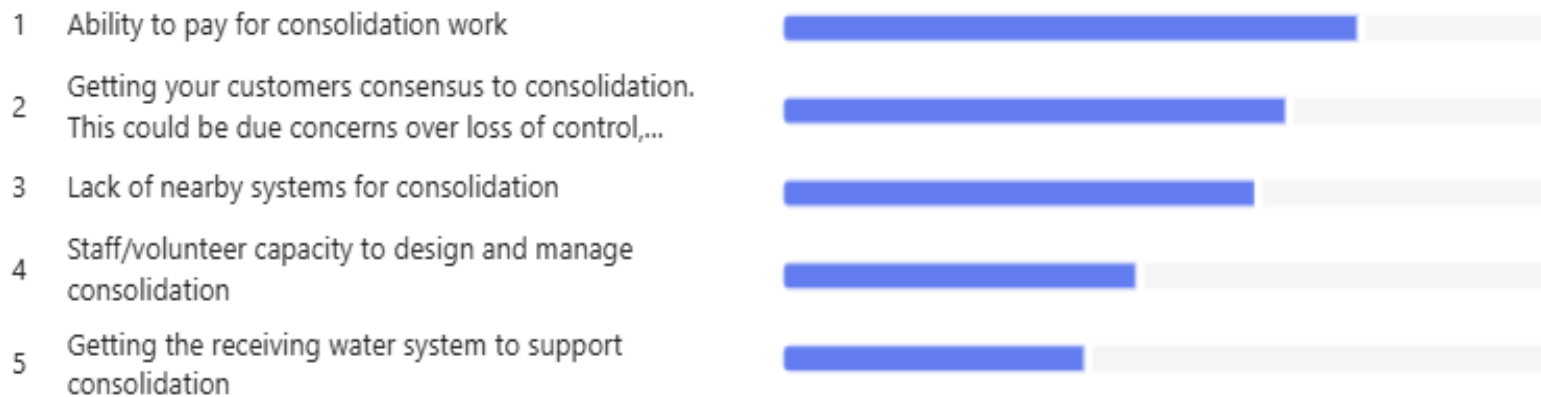 1 Ability to pay for consolidation work
2 Getting your customers consensus to consolidation.
This could be due concerns over loss of control,...
3 Lack of nearby systems for consolidation
4 Staff/volunteer capacity to design and manage
consolidation
5 Getting the receiving water system to support
consolidation